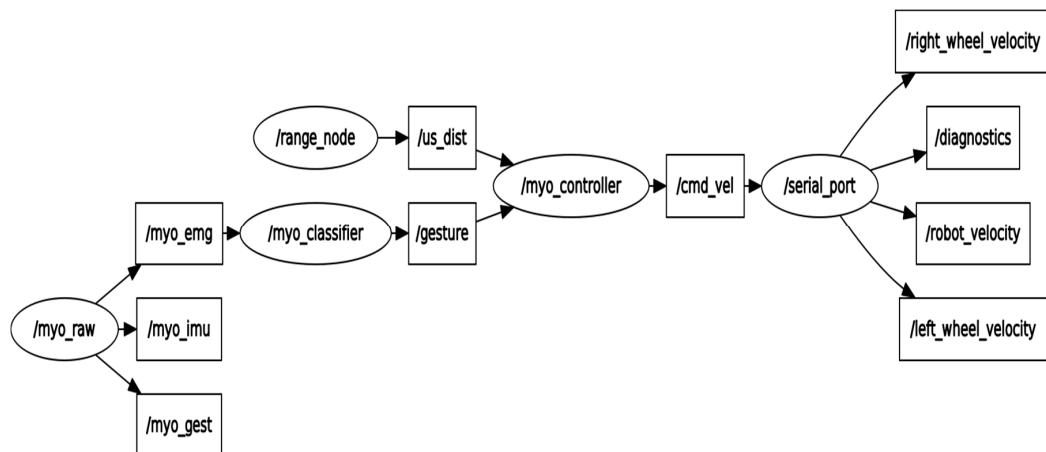 /right_wheel_velocity
/range_node
/us_dist
/diagnostics
/myo_controller
/cmd_vel
/serial_port
/myo_emg
/myo_classifier
/gesture
/robot_velocity
/myo_raw
/myo_imu
/left_wheel_velocity
/myo_gest